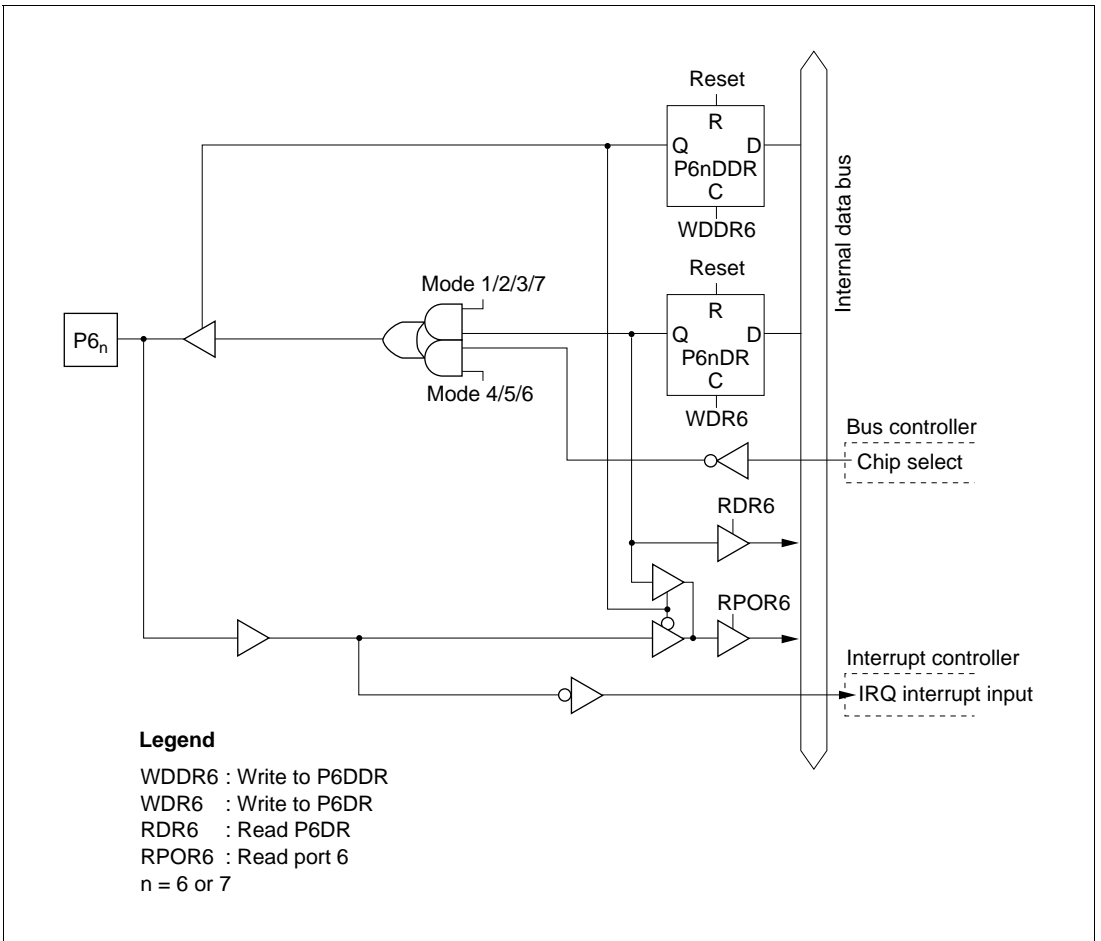 Reset
R
Q D
P6nDDR
C
WDDR6
Internal data bus
Reset
Mode 1/2/3/7
R
Q D
P6n
P6nDR
C
Mode 4/5/6
WDR6
Bus controller
Chip select
RDR6
RPOR6
Interrupt controller
IRQ interrupt input
Legend
WDDR6 : Write to P6DDR
WDR6 : Write to P6DR
RDR6 : Read P6DR
RPOR6 : Read port 6
n = 6 or 7